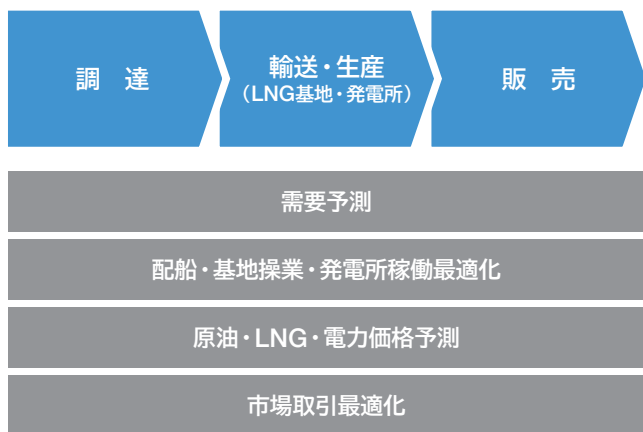 調　達
輸送・生産
（LNG基地・発電所）
販　売
需要予測
配船・基地操業・発電所稼働最適化
原油・LNG・電力価格予測
市場取引最適化